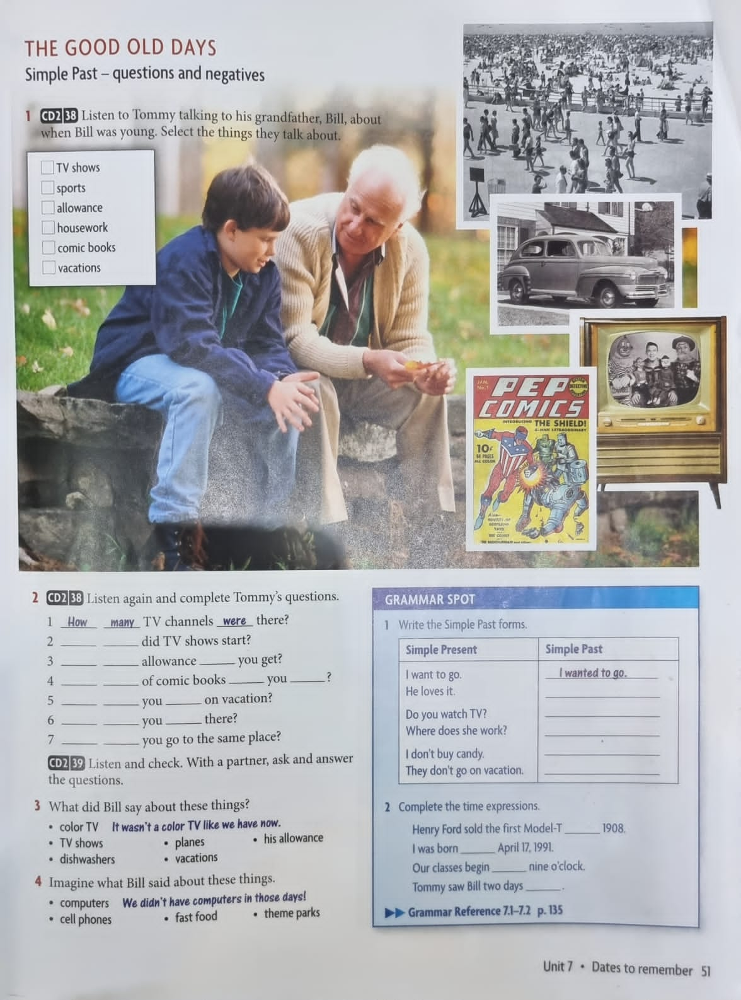 THE GOOD OLD DAYS
Simple Past – questions and negatives
1 CD2 38 Listen to Tommy talking to his grandfather, Bill, about
when Bill was young. Select the things they talk about.
TV shows
sports
allowance
housework
comic books
vacations
JAN. No.1
PEP
COMICS
INTRODUCING THE SHIELD!
G-MAN EXTRAORDINARY
10¢
64 PAGES
ALL COLOR
2 CD2 38 Listen again and complete Tommy's questions.
1 How many TV channels were there?
2 ______ ______ did TV shows start?
3 ______ ______ allowance ______ you get?
4 ______ ______ of comic books ______ you ______?
5 ______ ______ you ______ on vacation?
6 ______ ______ you ______ there?
7 ______ ______ you go to the same place?
CD2 39 Listen and check. With a partner, ask and answer
the questions.
3 What did Bill say about these things?
• color TV It wasn't a color TV like we have now.
• TV shows • planes • his allowance
• dishwashers • vacations
4 Imagine what Bill said about these things.
• computers We didn't have computers in those days!
• cell phones • fast food • theme parks
GRAMMAR SPOT
1 Write the Simple Past forms.
Simple Present Simple Past
I want to go. I wanted to go.
He loves it.
Do you watch TV?
Where does she work?
I don't buy candy.
They don't go on vacation.
2 Complete the time expressions.
Henry Ford sold the first Model-T ______ 1908.
I was born ______ April 17, 1991.
Our classes begin ______ nine o'clock.
Tommy saw Bill two days ______.
Grammar Reference 7.1–7.2 p. 135
Unit 7 • Dates to remember 51